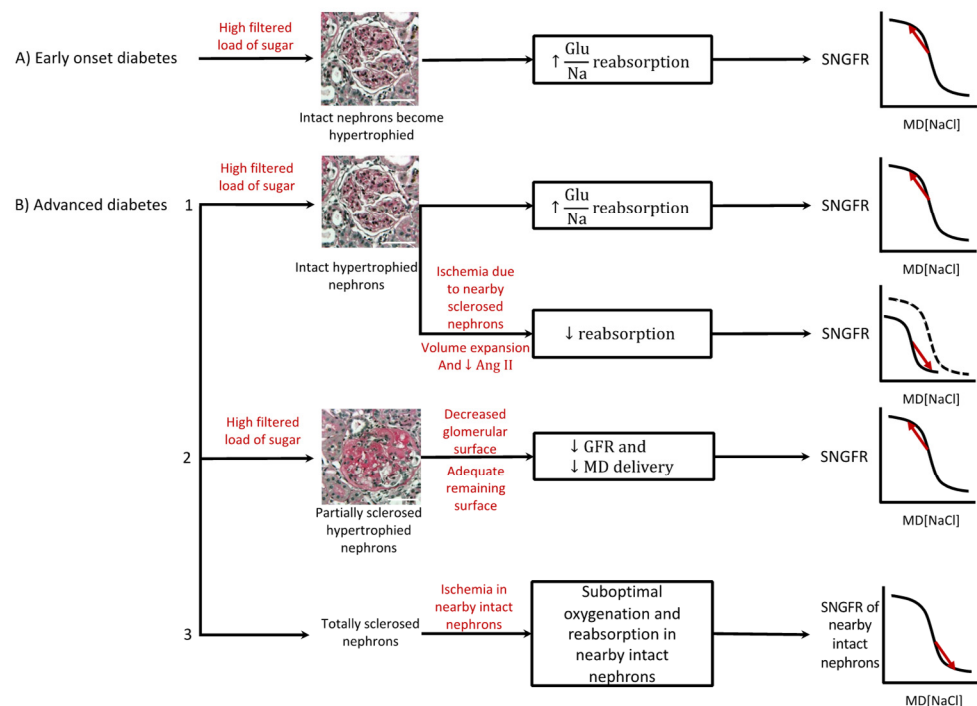 High filtered
load of sugar
A) Early onset diabetes
↑ Glu/Na reabsorption
SNGFR
MD[NaCl]
Intact nephrons become
hypertrophied
High filtered
load of sugar
B) Advanced diabetes
1
↑ Glu/Na reabsorption
SNGFR
MD[NaCl]
Intact hypertrophied
nephrons
Ischemia due
to nearby
sclerosed
nephrons
Volume expansion
And ↓ Ang II
↓ reabsorption
SNGFR
MD[NaCl]
High filtered
load of sugar
2
Decreased
glomerular
surface
Adequate
remaining
surface
↓ GFR and
↓ MD delivery
SNGFR
MD[NaCl]
Partially sclerosed
hypertrophied
nephrons
3
Totally sclerosed
nephrons
Ischemia in
nearby intact
nephrons
Suboptimal
oxygenation and
reabsorption in
nearby intact
nephrons
SNGFR of
nearby
intact
nephrons
MD[NaCl]